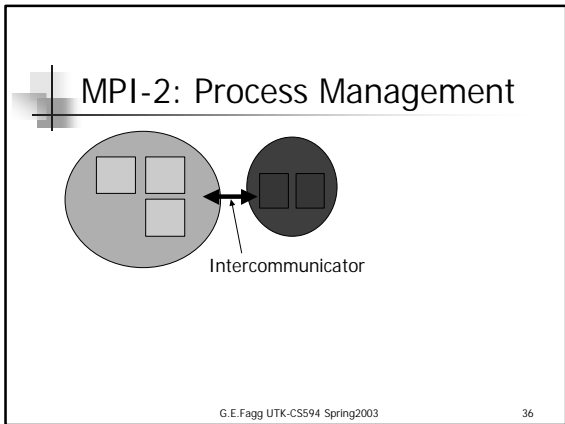 MPI-2: Process Management
Intercommunicator
G.E.Fagg UTK-CS594 Spring2003
36